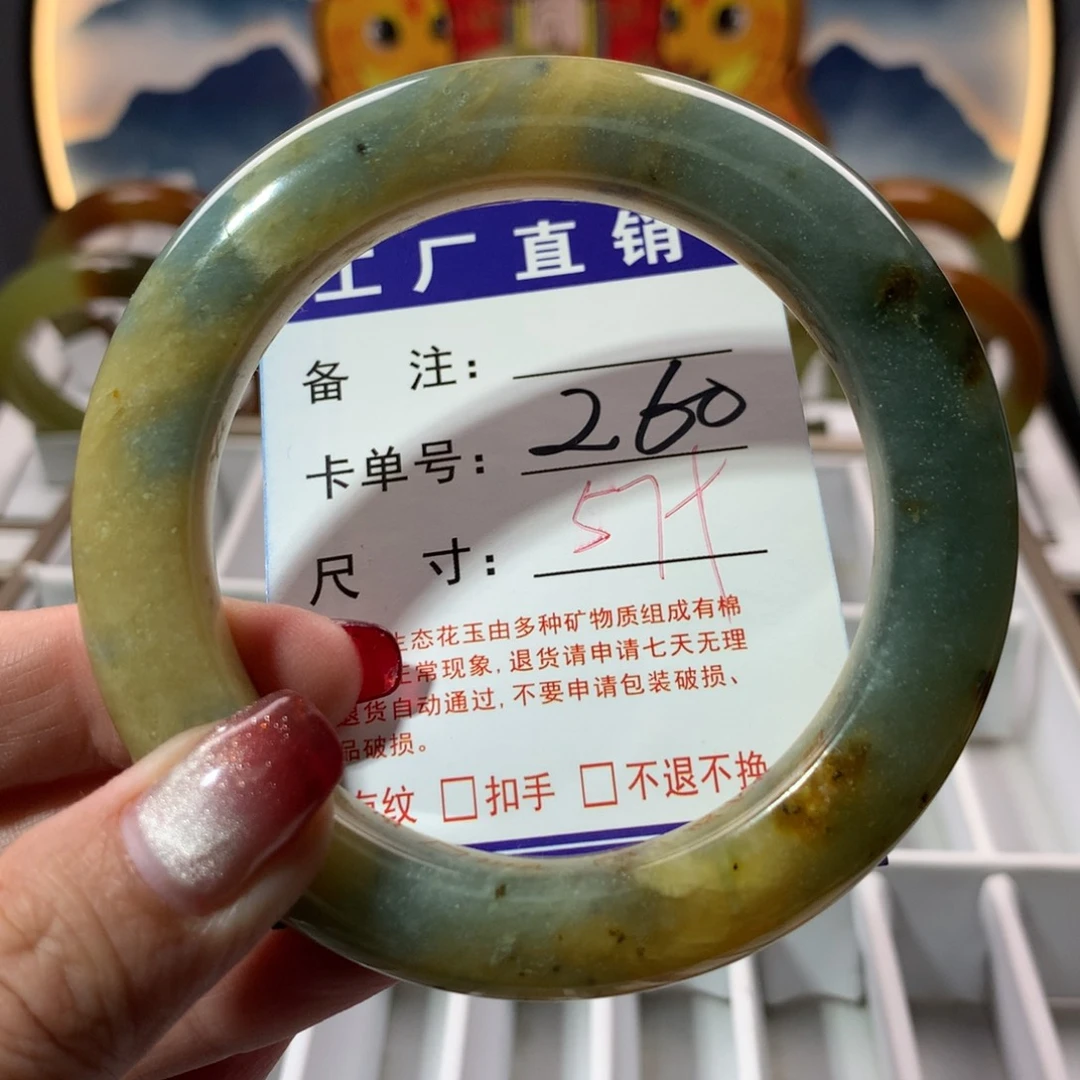 工厂直销
备 注：
卡单号：260
尺 寸：57+
生态花玉由多种矿物质组成有棉
正常现象，退货请申请七天无理
退货自动通过，不要申请包装破损、
品破损。
有纹 □扣手 □不退不换